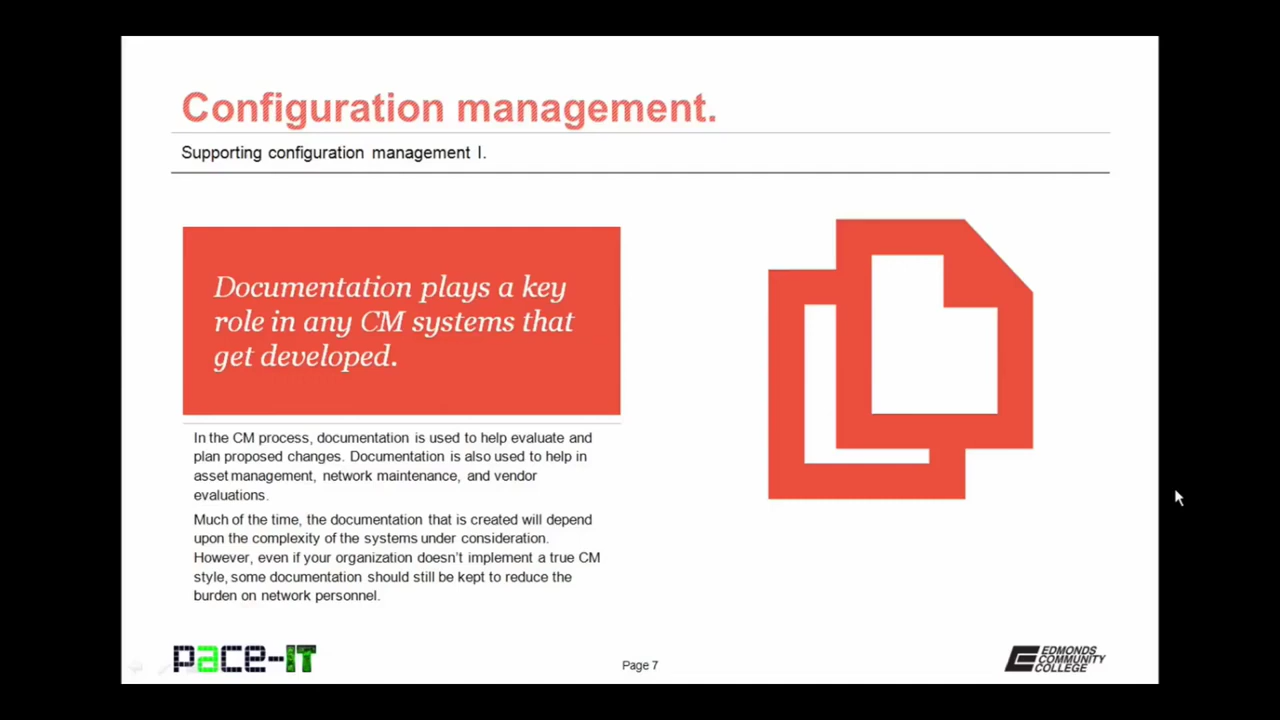 Configuration management.
Supporting configuration management I.
Documentation plays a key
role in any CM systems that
get developed.
In the CM process, documentation is used to help evaluate and
plan proposed changes. Documentation is also used to help in
asset management, network maintenance, and vendor
evaluations.
Much of the time, the documentation that is created will depend
upon the complexity of the systems under consideration.
However, even if your organization doesn't implement a true CM
style, some documentation should still be kept to reduce the
burden on network personnel.
pace-IT
Page 7
EDMONDS
COMMUNITY
COLLEGE